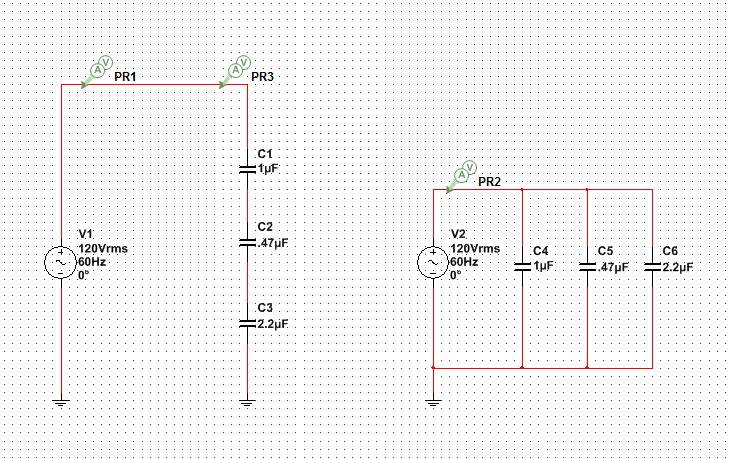 A V
PR1
A V
PR3
C1
1µF
C2
.47µF
C3
2.2µF
V1
120Vrms
60Hz
0°
A V
PR2
V2
120Vrms
60Hz
0°
C4
1µF
C5
.47µF
C6
2.2µF